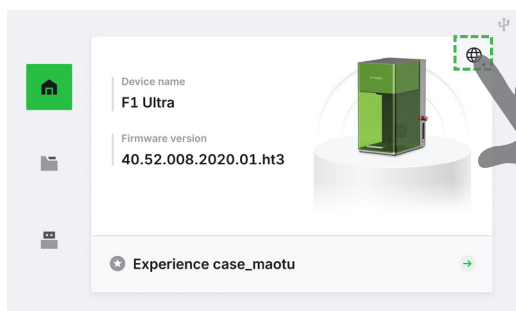 Device name
F1 Ultra
Firmware version
40.52.008.2020.01.ht3
Experience case_maotu